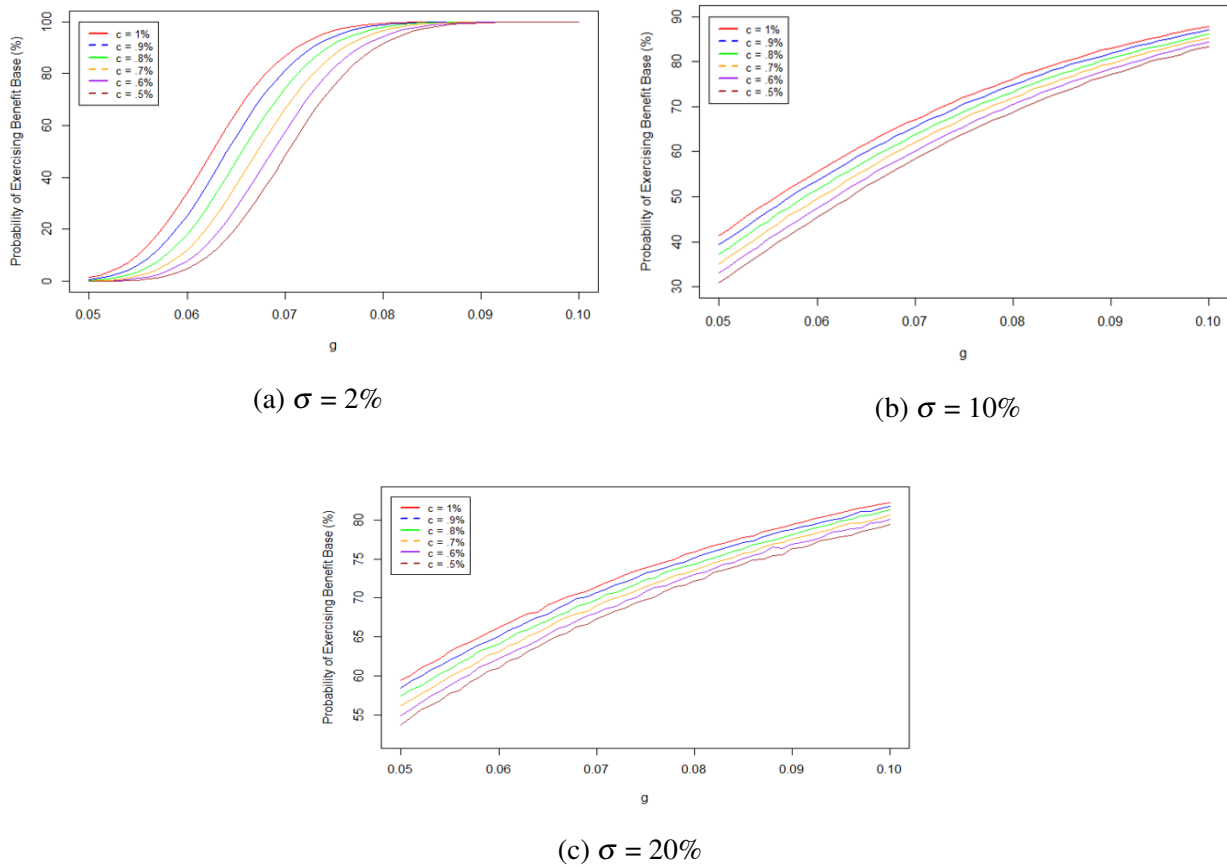 Probability of Exercising Benefit Base (%)
100
80
60
40
20
0
c = 1%
c = .9%
c = .8%
c = .7%
c = .6%
c = .5%
0.05 0.06 0.07 0.08 0.09 0.10
g
(a) σ = 2%
Probability of Exercising Benefit Base (%)
90
80
70
60
50
40
30
c = 1%
c = .9%
c = .8%
c = .7%
c = .6%
c = .5%
0.05 0.06 0.07 0.08 0.09 0.10
g
(b) σ = 10%
Probability of Exercising Benefit Base (%)
80
75
70
65
60
55
c = 1%
c = .9%
c = .8%
c = .7%
c = .6%
c = .5%
0.05 0.06 0.07 0.08 0.09 0.10
g
(c) σ = 20%